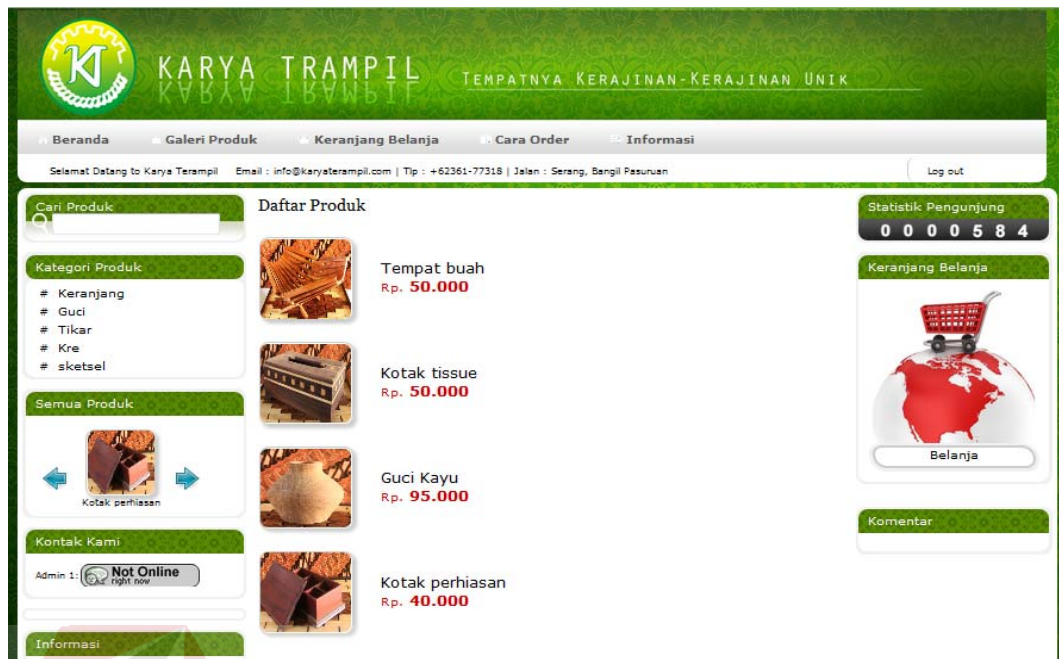 KJ
KARYA TRAMPIL
TEMPATNYA KERAJINAN-KERAJINAN UNIK
Beranda Galeri Produk Keranjang Belanja Cara Order Informasi
Selamat Datang to Karya Terampil Email : info@karyaterampil.com | Tlp : +62361-77318 | Jalan : Serang, Bangil Pasuruan Log out
Cari Produk
Kategori Produk
# Keranjang
# Guci
# Tikar
# Kre
# sketsel
Semua Produk
Kotak perhiasan
Kontak Kami
Admin 1: Not Online
right now
Informasi
Daftar Produk
Tempat buah
Rp. 50.000
Kotak tissue
Rp. 50.000
Guci Kayu
Rp. 95.000
Kotak perhiasan
Rp. 40.000
Statistik Pengunjung
0 0 0 0 5 8 4
Keranjang Belanja
Belanja
Komentar